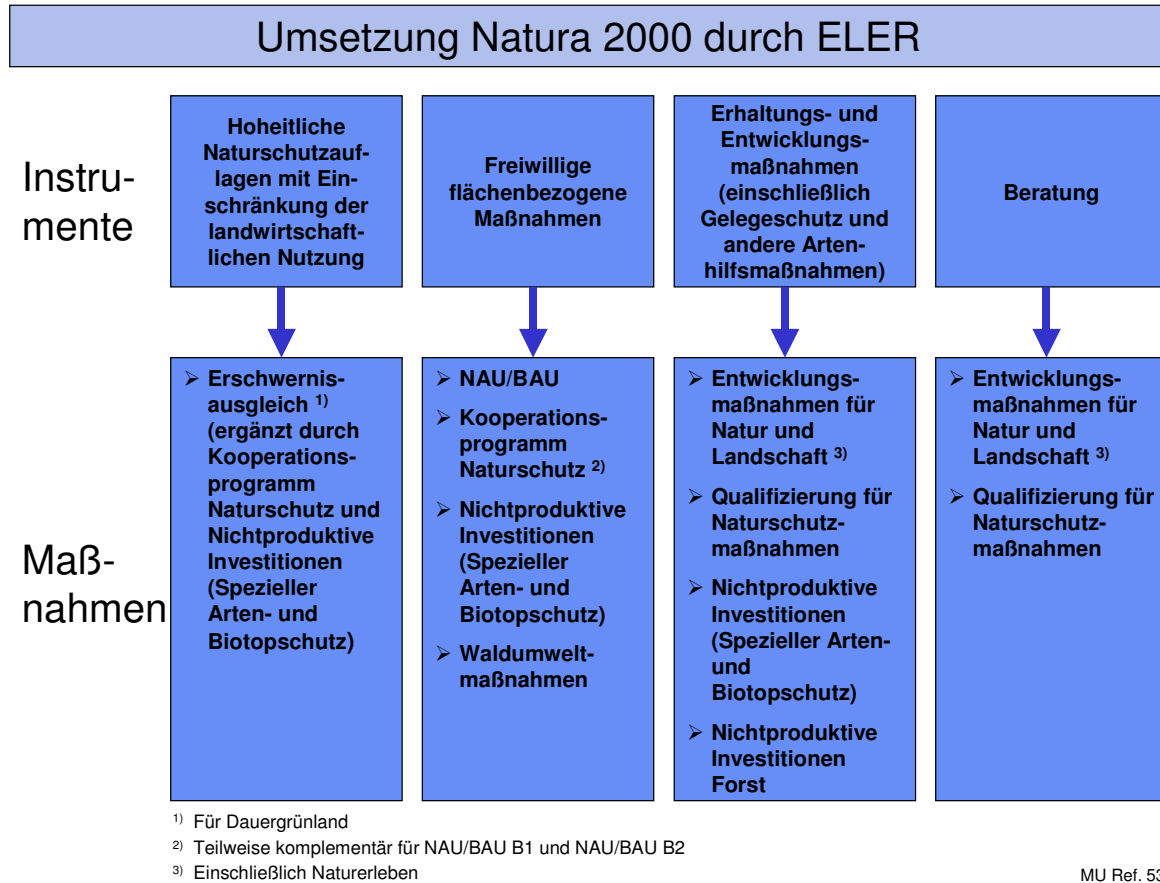 Umsetzung Natura 2000 durch ELER
Instru-
mente
Hoheitliche
Naturschutzauf-
lagen mit Ein-
schränkung der
landwirtschaft-
lichen Nutzung
Freiwillige
flächenbezogene
Maßnahmen
Erhaltungs- und
Entwicklungs-
maßnahmen
(einschließlich
Gelegeschutz und
andere Arten-
hilfsmaßnahmen)
Beratung
Maß-
nahmen
➢ Erschwernis-
ausgleich ¹⁾
(ergänzt durch
Kooperations-
programm
Naturschutz und
Nichtproduktive
Investitionen
(Spezieller
Arten- und
Biotopschutz)
➢ NAU/BAU
➢ Kooperations-
programm
Naturschutz ²⁾
➢ Nichtproduktive
Investitionen
(Spezieller
Arten- und
Biotopschutz)
➢ Waldumwelt-
maßnahmen
➢ Entwicklungs-
maßnahmen für
Natur und
Landschaft ³⁾
➢ Qualifizierung für
Naturschutz-
maßnahmen
➢ Nichtproduktive
Investitionen
(Spezieller Arten-
und
Biotopschutz)
➢ Nichtproduktive
Investitionen
Forst
➢ Entwicklungs-
maßnahmen für
Natur und
Landschaft ³⁾
➢ Qualifizierung für
Naturschutz-
maßnahmen
¹⁾ Für Dauergrünland
²⁾ Teilweise komplementär für NAU/BAU B1 und NAU/BAU B2
³⁾ Einschließlich Naturerleben
MU Ref. 53